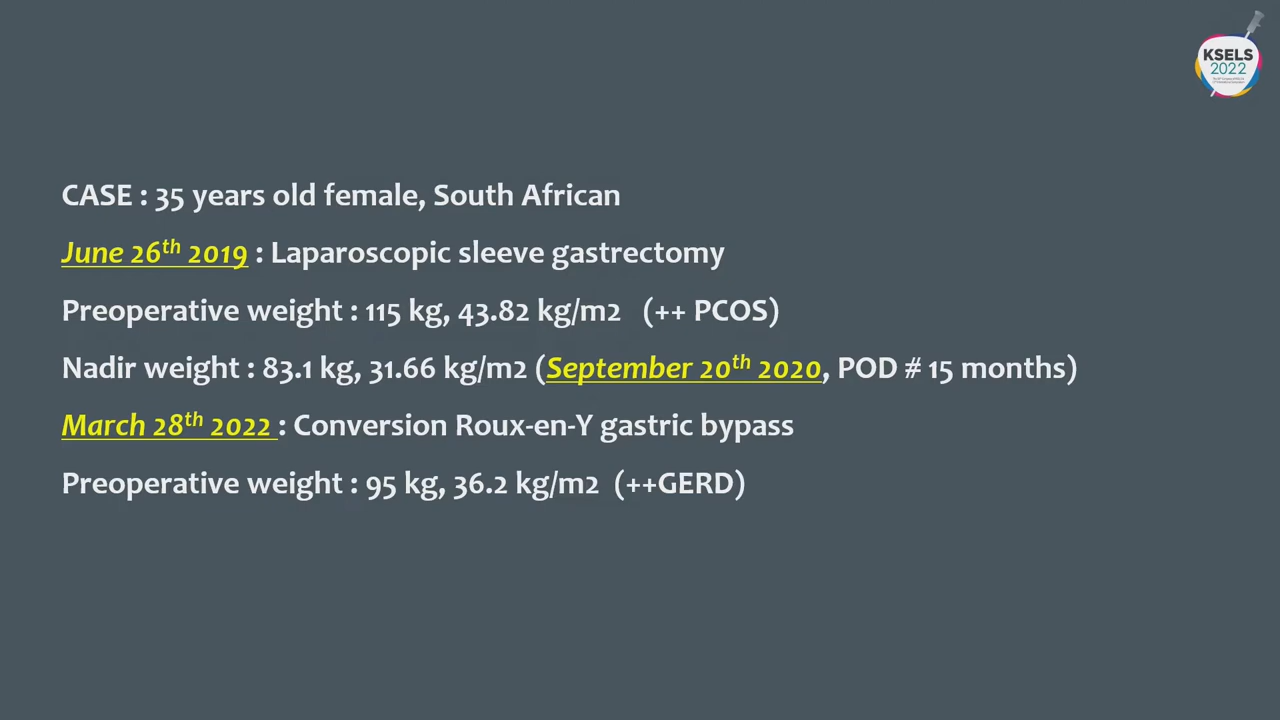 KSELS
2022
CASE : 35 years old female, South African
June 26th 2019 : Laparoscopic sleeve gastrectomy
Preoperative weight : 115 kg, 43.82 kg/m2 (++ PCOS)
Nadir weight : 83.1 kg, 31.66 kg/m2 (September 20th 2020, POD # 15 months)
March 28th 2022 : Conversion Roux-en-Y gastric bypass
Preoperative weight : 95 kg, 36.2 kg/m2 (++GERD)